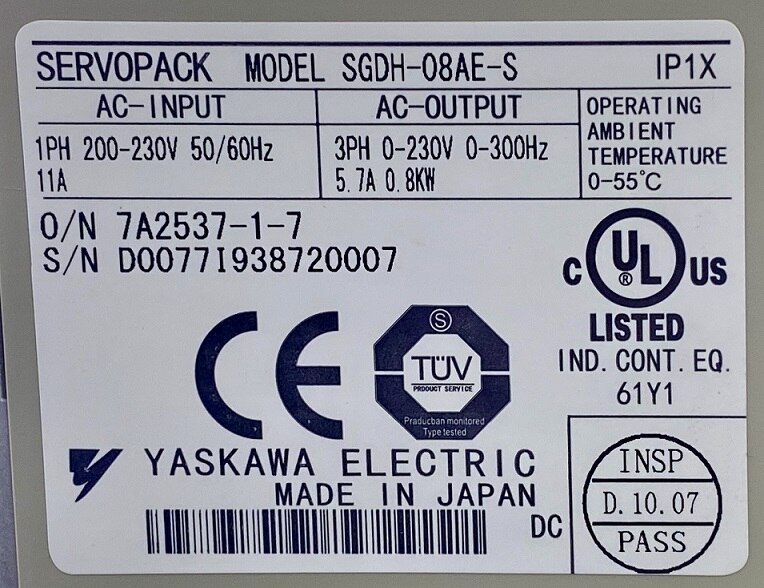 SERVOPACK MODEL SGDH-08AE-S IP1X
AC-INPUT
1PH 200-230V 50/60Hz
11A
AC-OUTPUT
3PH 0-230V 0-300Hz
5.7A 0.8KW
OPERATING
AMBIENT
TEMPERATURE
0-55℃
O/N 7A2537-1-7
S/N D0077I938720007
C UL ® US
LISTED
IND. CONT. EQ.
61Y1
CE
S
TÜV
PRODUCT SERVICE
Praducban monitored
Type tested
YASKAWA ELECTRIC
MADE IN JAPAN
DC
INSP
D.10.07
PASS